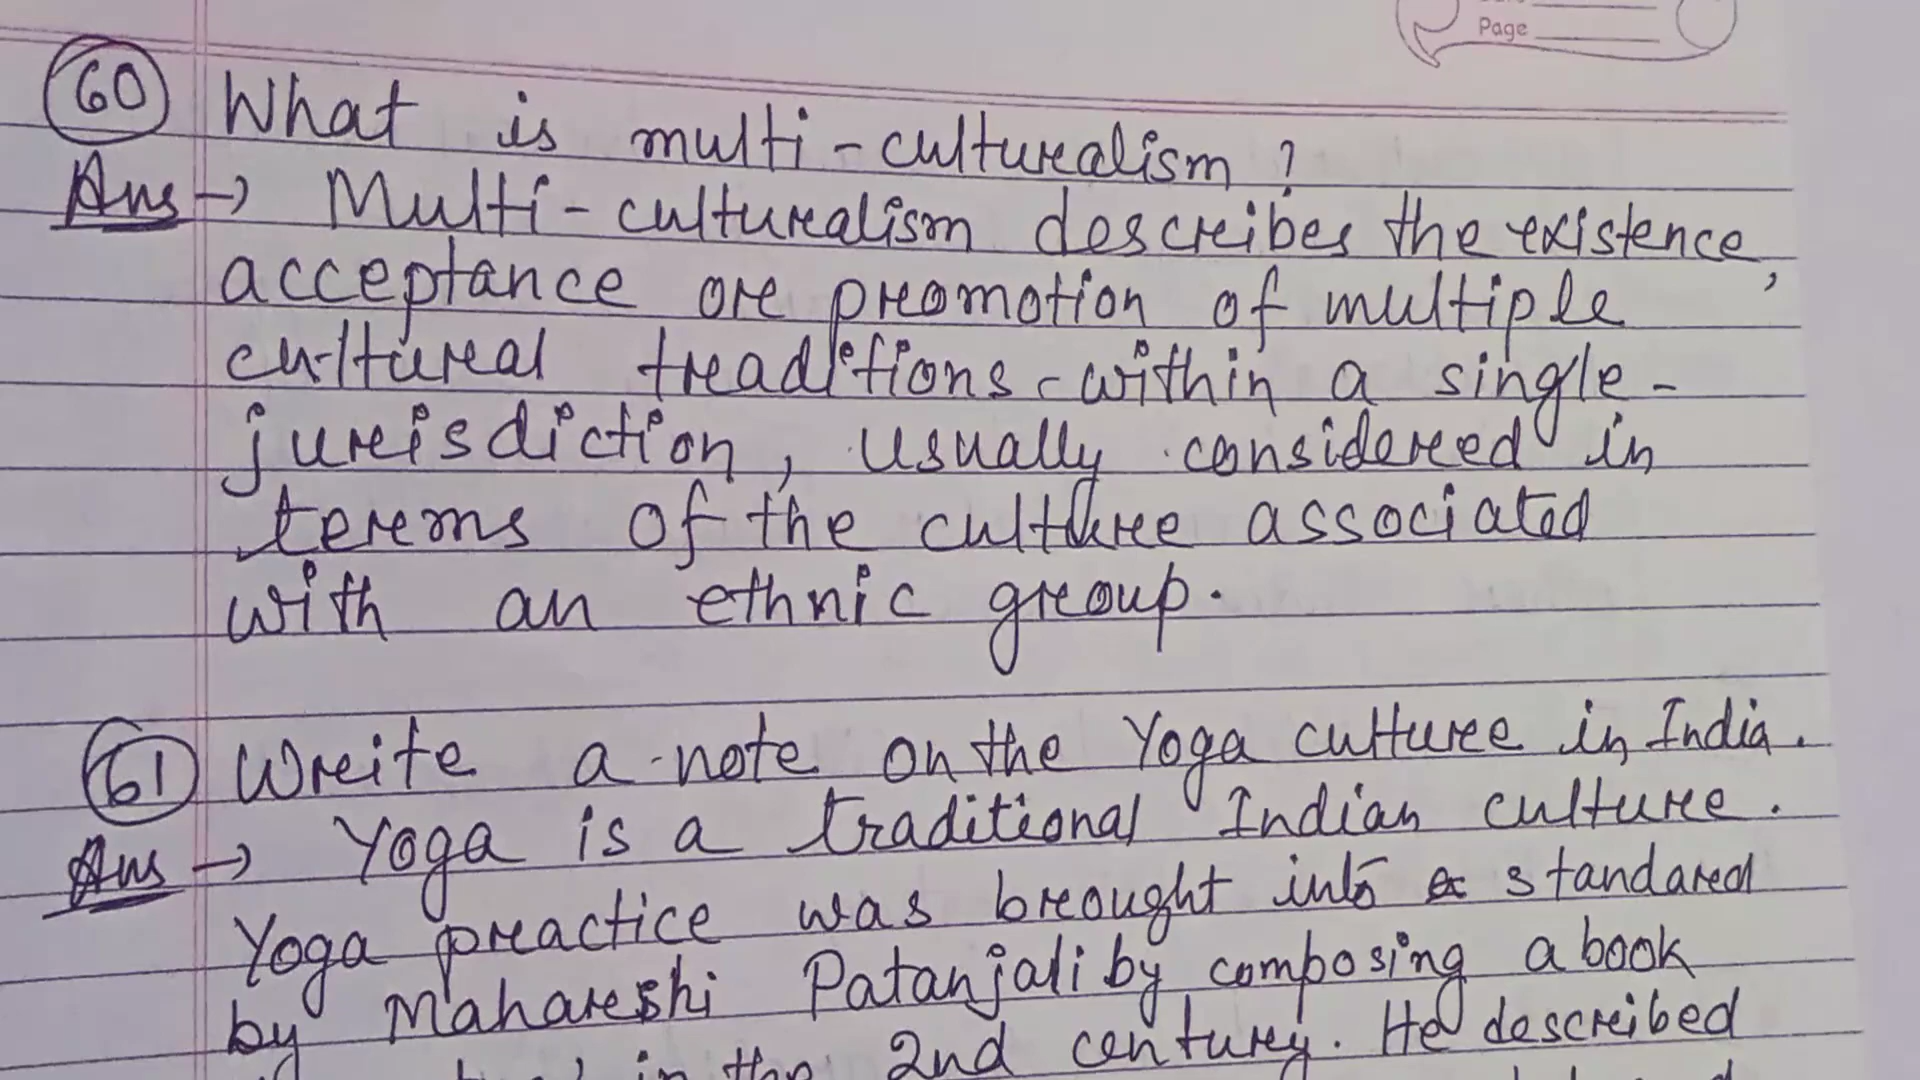 Page
60 What is multi-culturalism?
Ans → Multi-culturalism describes the existence,
acceptance or promotion of multiple
cultural traditions within a single-
jurisdiction, usually considered in
terms of the culture associated
with an ethnic group.
61 Write a note on the Yoga culture in India.
Ans → Yoga is a traditional Indian culture.
Yoga practice was brought into a standard
by Maharshi Patanjali by composing a book
in the 2nd century. He described